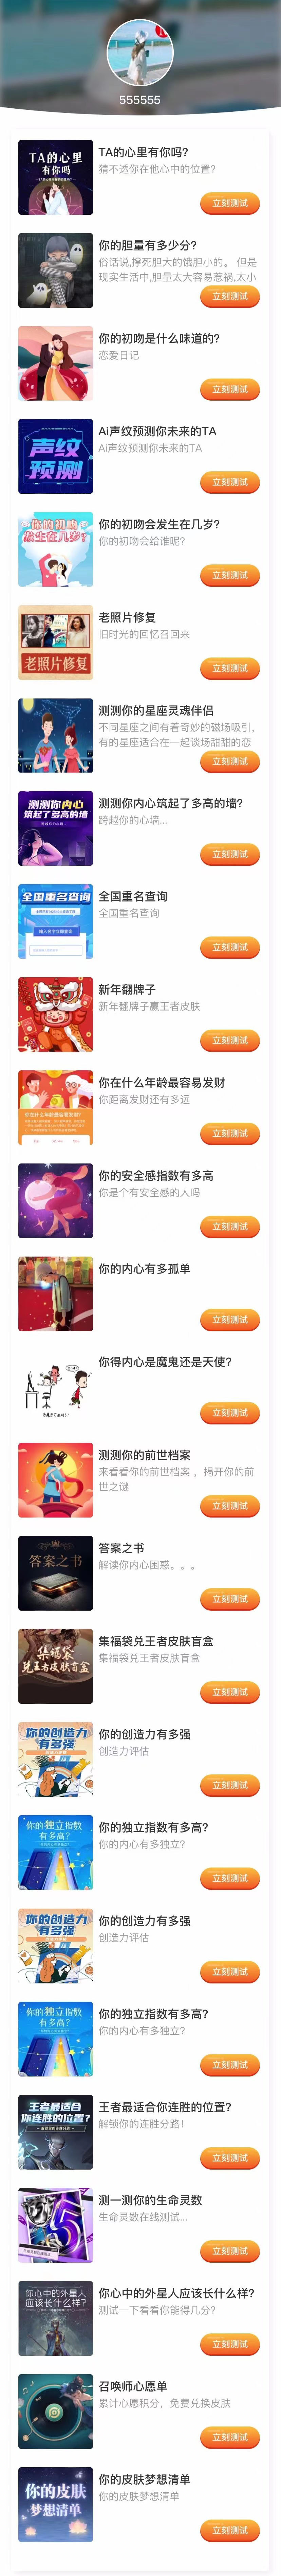 555555
TA的心里
有你吗
TA的心里有你吗?
猜不透你在他心中的位置?
立刻测试
你的胆量有多少分?
俗话说,撑死胆大的饿胆小的。 但是
现实生活中,胆量太大容易惹祸,太小
立刻测试
你的初吻是什么味道的?
恋爱日记
立刻测试
声纹
预测
Ai声纹预测你未来的TA
Ai声纹预测你未来的TA
立刻测试
你的初吻会
发生在几岁?
你的初吻会发生在几岁?
你的初吻会给谁呢?
立刻测试
老照片修复
老照片修复
旧时光的回忆召回来
立刻测试
测测你的星座灵魂伴侣
不同星座之间有着奇妙的磁场吸引,
有的星座适合在一起谈场甜甜的恋
立刻测试
测测你内心
筑起了多高的墙
测测你内心筑起了多高的墙?
跨越你的心墙...
立刻测试
全国重名查询
全国重名查询
全国重名查询
立刻测试
新年翻牌子
新年翻牌子赢王者皮肤
立刻测试
你在什么年龄最容易发财?
你在什么年龄最容易发财
你距离发财还有多远
立刻测试
你的安全感指数有多高
你是个有安全感的人吗
立刻测试
你的内心有多孤单
立刻测试
你得内心是魔鬼还是天使?
立刻测试
测测你的前世档案
来看看你的前世档案 ，揭开你的前
世之谜
立刻测试
答案之书
答案之书
解读你内心困惑。。。
立刻测试
集福袋
兑王者皮肤盲盒
集福袋兑王者皮肤盲盒
集福袋兑王者皮肤盲盒
立刻测试
你的创造力
有多强
你的创造力有多强
创造力评估
立刻测试
你的独立指数
有多高?
你的独立指数有多高?
你的内心有多独立?
立刻测试
你的创造力
有多强
你的创造力有多强
创造力评估
立刻测试
你的独立指数
有多高?
你的独立指数有多高?
你的内心有多独立?
立刻测试
王者最适合
你连胜的位置?
王者最适合你连胜的位置?
解锁你的连胜分路!
立刻测试
测一测你的生命灵数
生命灵数在线测试...
立刻测试
你心中的外星人
应该长什么样?
你心中的外星人应该长什么样?
测试一下看看你能得几分?
立刻测试
召唤师心愿单
累计心愿积分，免费兑换皮肤
立刻测试
你的皮肤
梦想清单
你的皮肤梦想清单
你的皮肤梦想清单
立刻测试